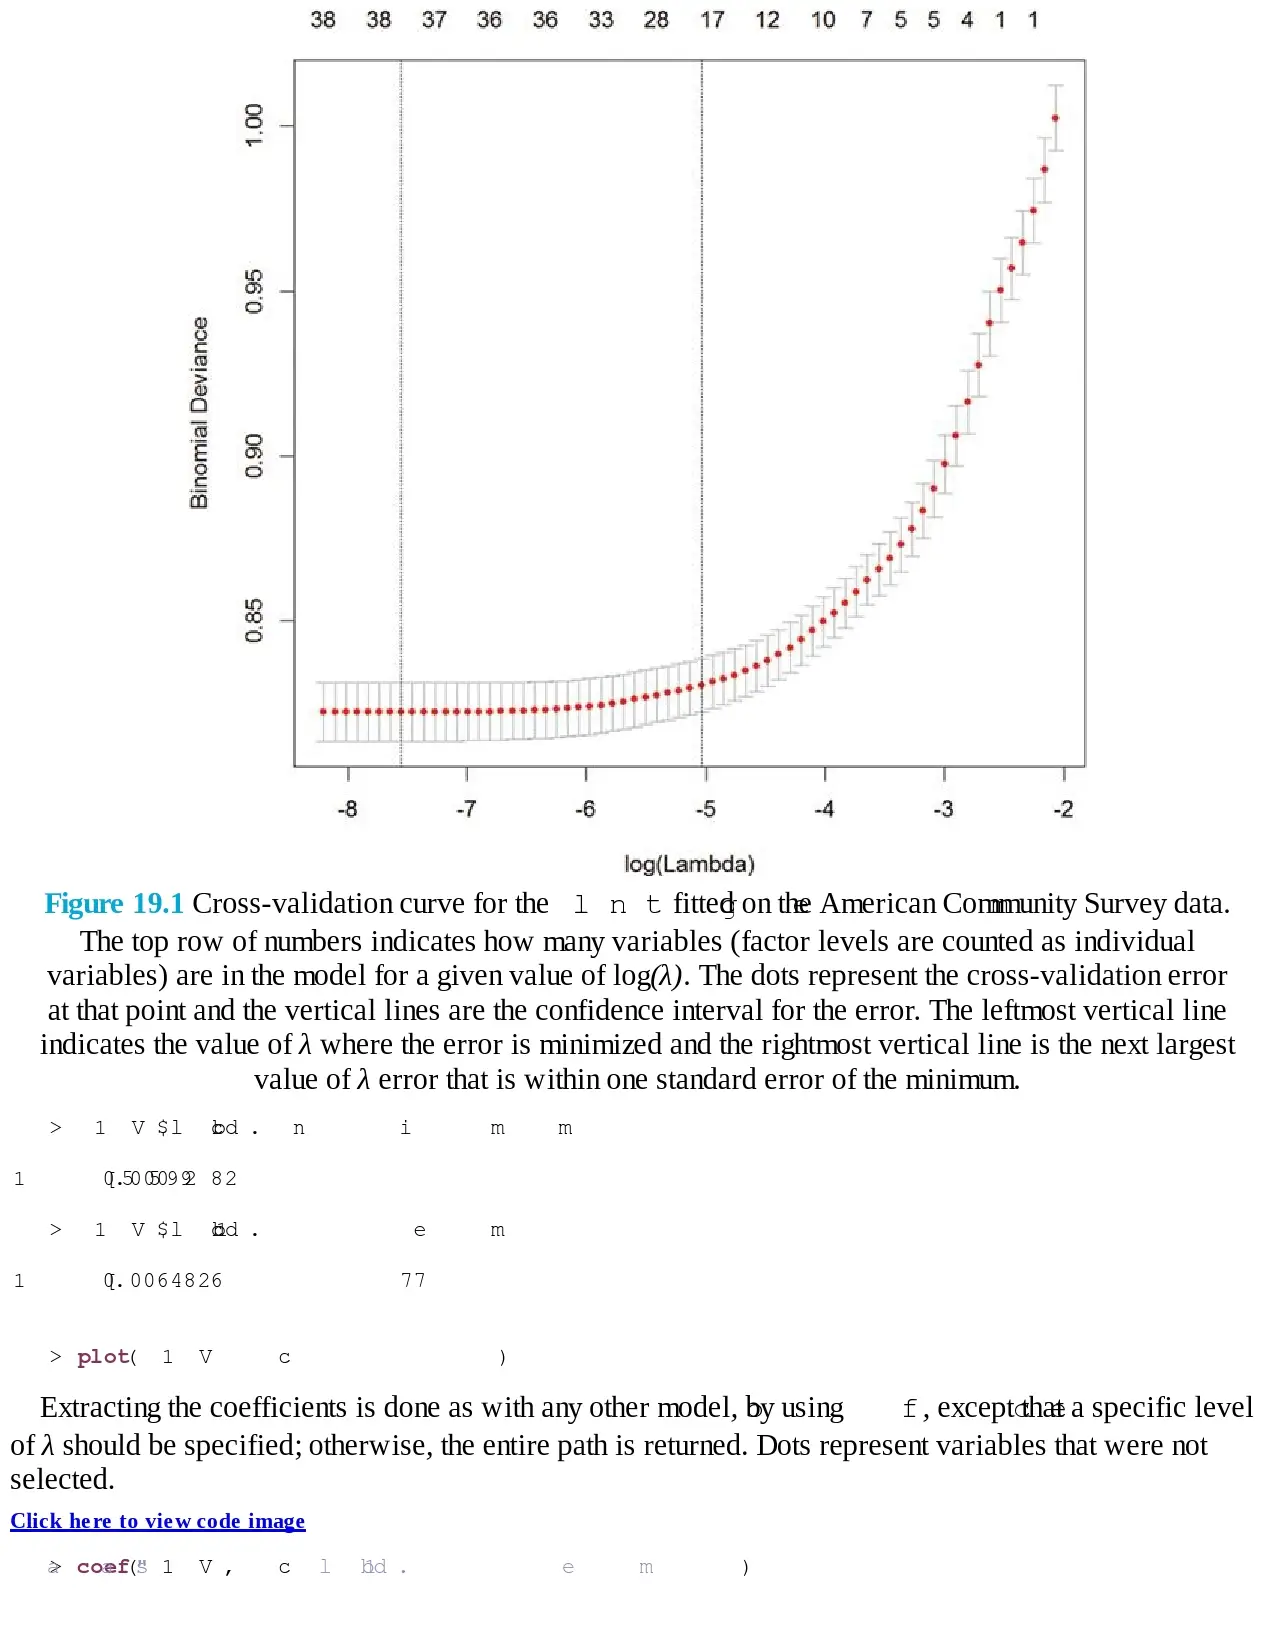 38 38 37 36 36 33 28 17 12 10 7 5 5 4 1 1
1.00
0.95
0.90
0.85
Binomial Deviance
-8 -7 -6 -5 -4 -3 -2
log(Lambda)
Figure 19.1 Cross-validation curve for the l n t fitted on the American Community Survey data.
The top row of numbers indicates how many variables (factor levels are counted as individual
variables) are in the model for a given value of log(λ). The dots represent the cross-validation error
at that point and the vertical lines are the confidence interval for the error. The leftmost vertical line
indicates the value of λ where the error is minimized and the rightmost vertical line is the next largest
value of λ error that is within one standard error of the minimum.
> 1 V $l d . n i m m
1 82
> 1 V $l d . e m
1 .0064826 77
> plot( 1 V c )
Extracting the coefficients is done as with any other model, by using f , except that a specific level
of λ should be specified; otherwise, the entire path is returned. Dots represent variables that were not
selected.
Click here to view code image
> coef( 1 V , c l d . e m )